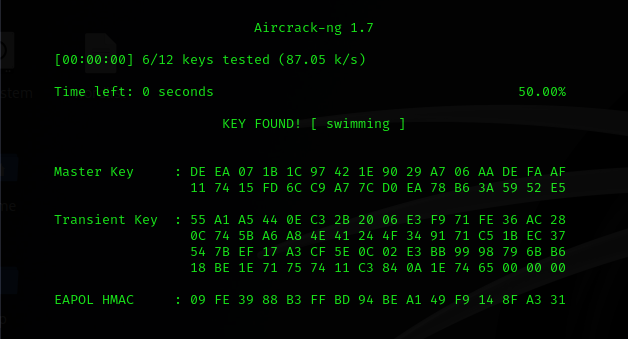 Aircrack-ng 1.7
[00:00:00] 6/12 keys tested (87.05 k/s)
Time left: 0 seconds 50.00%
KEY FOUND! [ swimming ]
Master Key : DE EA 07 1B 1C 97 42 1E 90 29 A7 06 AA DE FA AF
11 74 15 FD 6C C9 A7 7C D0 EA 78 B6 3A 59 52 E5
Transient Key : 55 A1 A5 44 0E C3 2B 20 06 E3 F9 71 FE 36 AC 28
0C 74 5B A6 A8 4E 41 24 4F 34 91 71 C5 1B EC 37
54 7B EF 17 A3 CF 5E 0C 02 E3 BB 99 98 79 6B B6
18 BE 1E 71 75 74 11 C3 84 0A 1E 74 65 00 00 00
EAPOL HMAC : 09 FE 39 88 B3 FF BD 94 BE A1 49 F9 14 8F A3 31